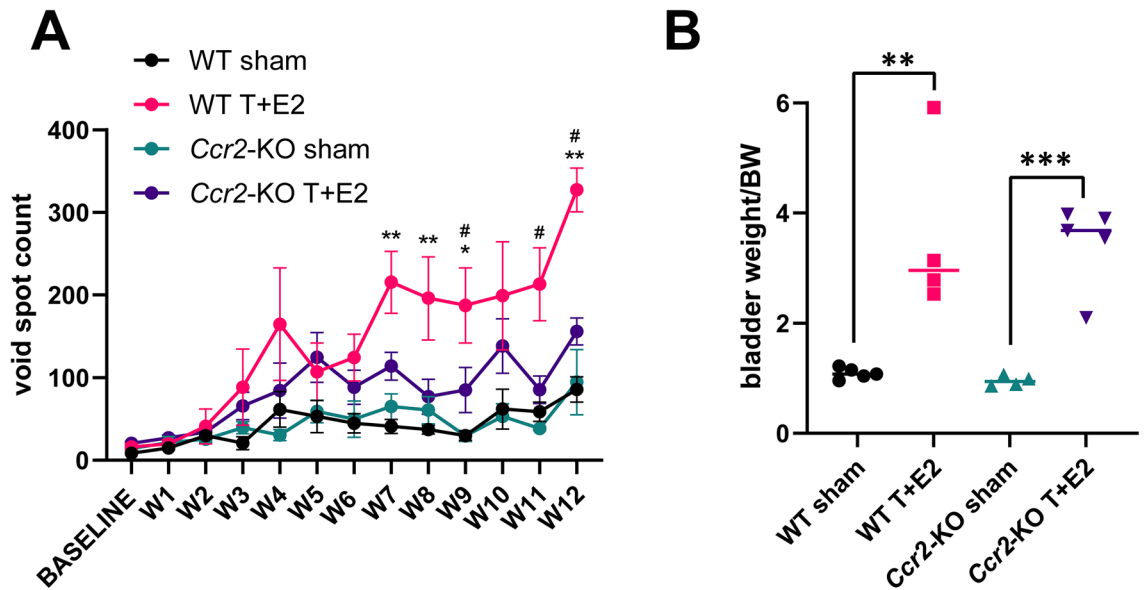 A
WT sham
WT T+E2
Ccr2-KO sham
Ccr2-KO T+E2
void spot count
400
300
200
100
0
**
**
#
*
#
#
**
BASELINE
W1
W2
W3
W4
W5
W6
W7
W8
W9
W10
W11
W12
B
**
***
bladder weight/BW
6
4
2
0
WT sham
WT T+E2
Ccr2-KO sham
Ccr2-KO T+E2